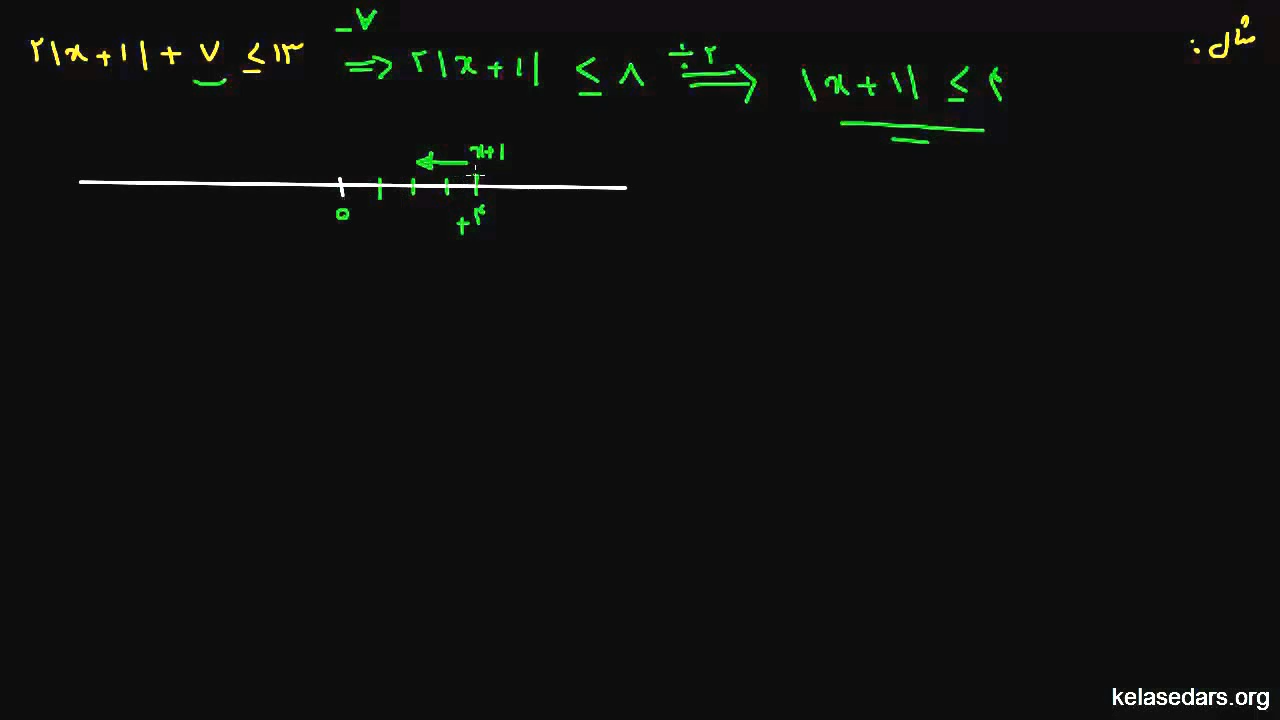 مثال:
۲|x+۱| + ۷ ≤ ۱۳ ⇒ ۲|x+۱| ≤ ۸ ⇒ |x+۱| ≤ ۴
−۷
÷۲
x+۱
۰ +۴
kelasedars.org